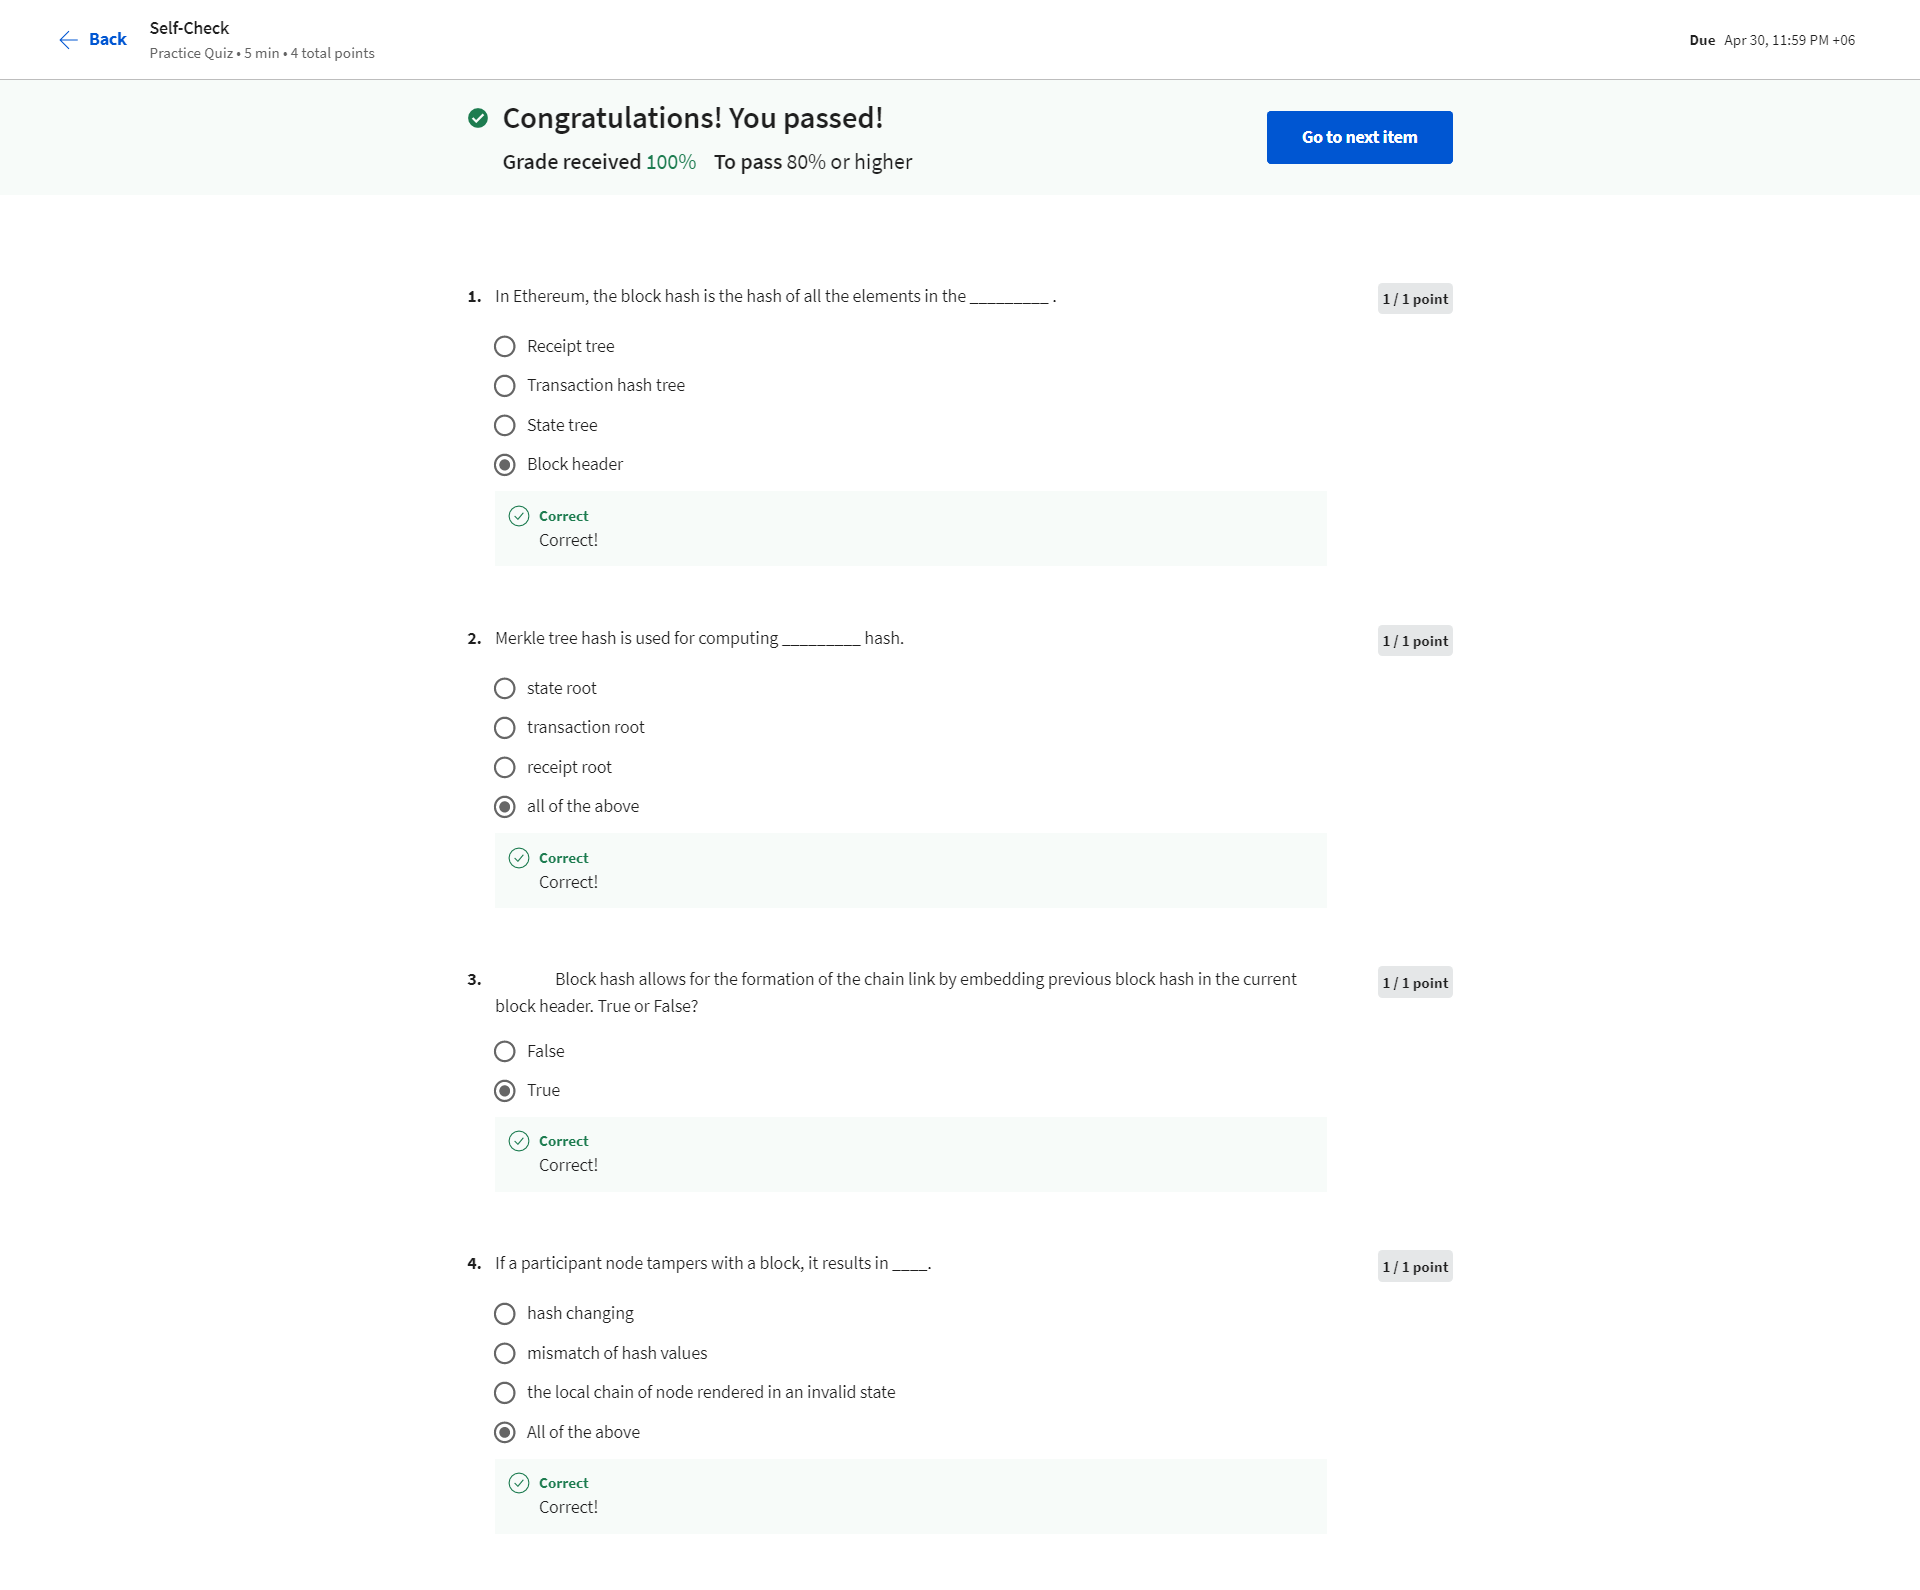 Back
Self-Check
Practice Quiz • 5 min • 4 total points
Due Apr 30, 11:59 PM +06
Congratulations! You passed!
Grade received 100% To pass 80% or higher
Go to next item
1. In Ethereum, the block hash is the hash of all the elements in the _________ .
1 / 1 point
Receipt tree
Transaction hash tree
State tree
Block header
Correct
Correct!
2. Merkle tree hash is used for computing _________ hash.
1 / 1 point
state root
transaction root
receipt root
all of the above
Correct
Correct!
3. Block hash allows for the formation of the chain link by embedding previous block hash in the current
block header. True or False?
1 / 1 point
False
True
Correct
Correct!
4. If a participant node tampers with a block, it results in ____.
1 / 1 point
hash changing
mismatch of hash values
the local chain of node rendered in an invalid state
All of the above
Correct
Correct!